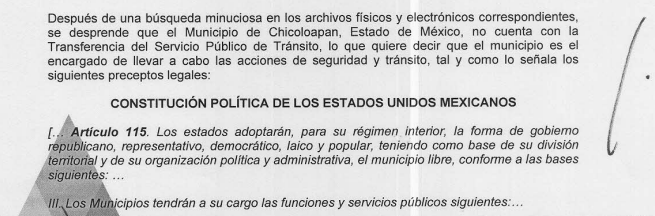 Después de una búsqueda minuciosa en los archivos físicos y electrónicos correspondientes,
se desprende que el Municipio de Chicoloapan, Estado de México, no cuenta con la
Transferencia del Servicio Público de Tránsito, lo que quiere decir que el municipio es el
encargado de llevar a cabo las acciones de seguridad y tránsito, tal y como lo señala los
siguientes preceptos legales:
CONSTITUCIÓN POLÍTICA DE LOS ESTADOS UNIDOS MEXICANOS
[… Artículo 115. Los estados adoptarán, para su régimen interior, la forma de gobierno
republicano, representativo, democrático, laico y popular, teniendo como base de su división
territorial y de su organización política y administrativa, el municipio libre, conforme a las bases
siguientes: …
III. Los Municipios tendrán a su cargo las funciones y servicios públicos siguientes:…